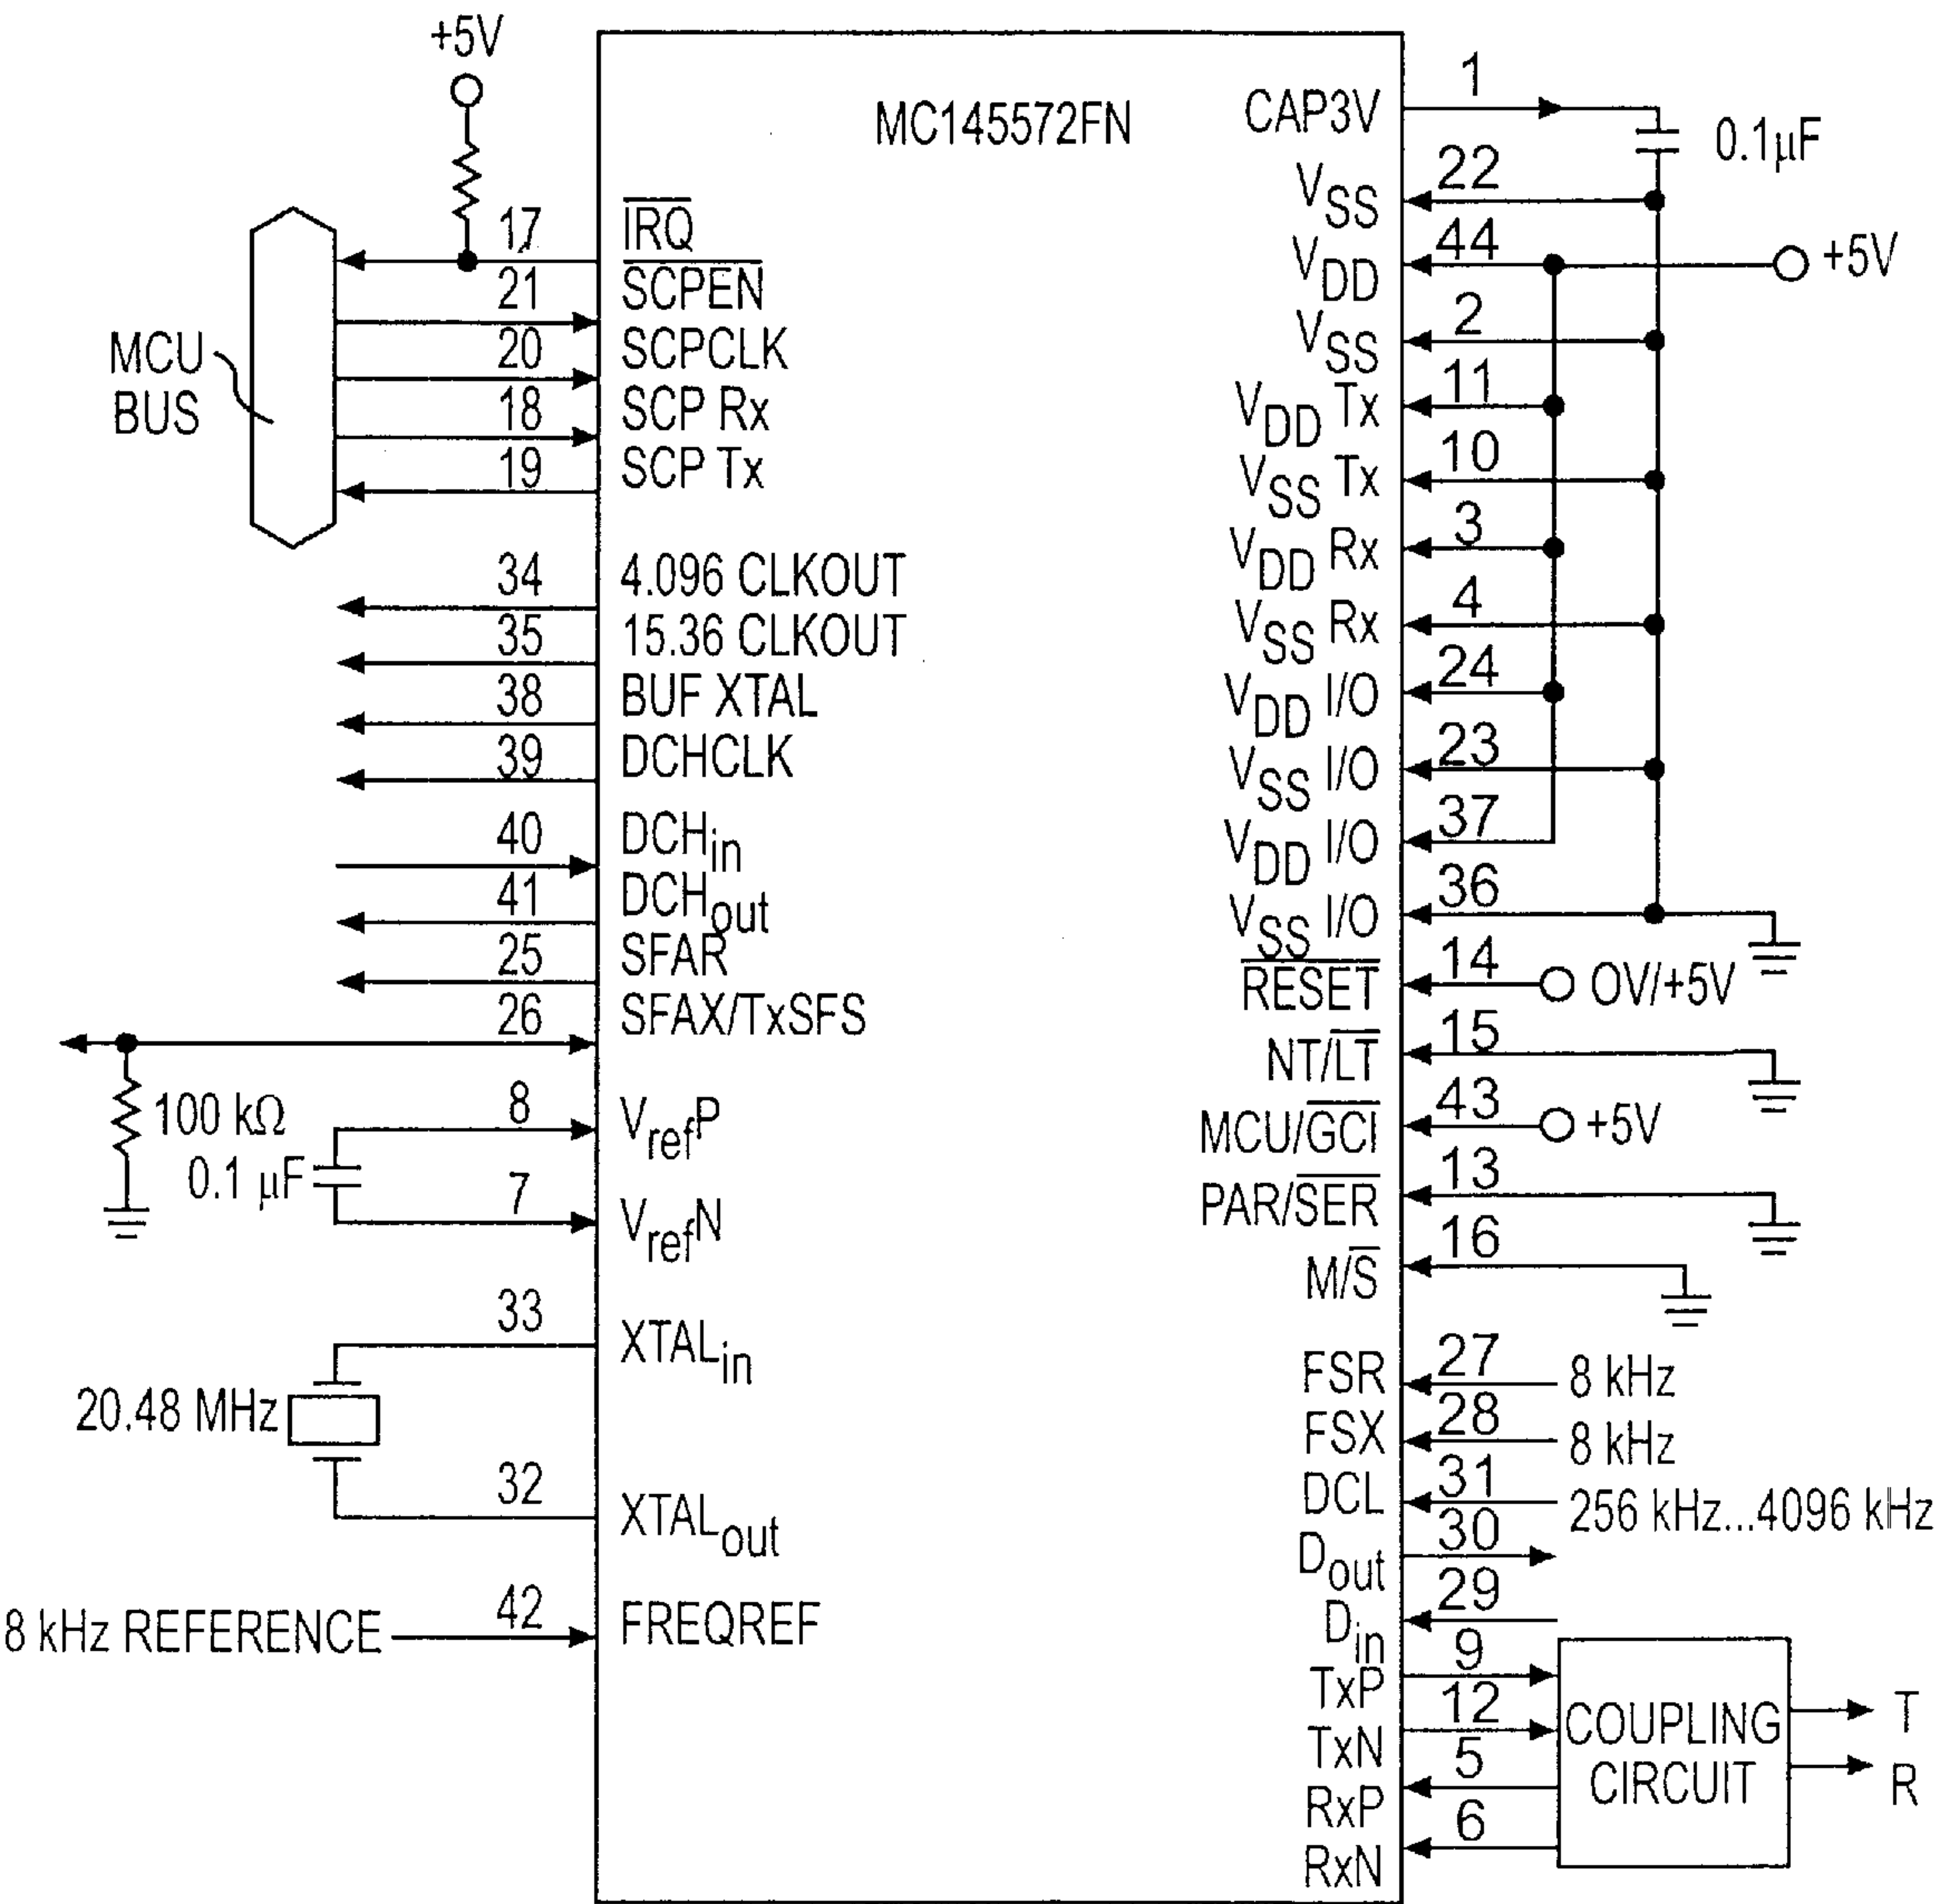 +5V
MC145572FN
MCU
BUS
17
IRQ
21
SCPEN
20
SCPCLK
18
SCP Rx
19
SCP Tx
34
4.096 CLKOUT
35
15.36 CLKOUT
38
BUF XTAL
39
DCHCLK
40
DCHin
41
DCHout
25
SFAR
26
SFAX/TxSFS
100 kΩ
0.1 µF
8
VrefP
7
VrefN
33
XTALin
20.48 MHz
32
XTALout
8 kHz REFERENCE
42
FREQREF
CAP3V
1
0.1µF
VSS
22
VDD
44
+5V
VSS
2
VDD Tx
11
VSS Tx
10
VDD Rx
3
VSS Rx
4
VDD I/O
24
VSS I/O
23
VDD I/O
37
VSS I/O
36
RESET
14
OV/+5V
NT/LT
15
MCU/GCI
43
+5V
PAR/SER
13
M/S
16
FSR
27
8 kHz
FSX
28
8 kHz
DCL
31
256 kHz...4096 kHz
Dout
30
Din
29
TxP
9
TxN
12
RxP
5
RxN
6
COUPLING
CIRCUIT
T
R